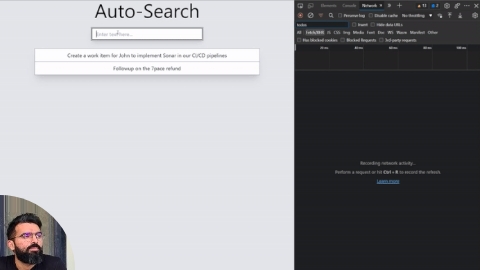 Auto-Search
Enter text here...
Create a work item for John to implement Sonar in our CI/CD pipelines
Followup on the 7pace refund
Elements Console Network
Preserve log Disable cache No throttling
Invert Hide data URLs
All Fetch/XHR JS CSS Img Media Font Doc WS Wasm Manifest Other
Has blocked cookies Blocked Requests 3rd-party requests
Recording network activity...
Perform a request or hit Ctrl + R to record the reload.
Learn more